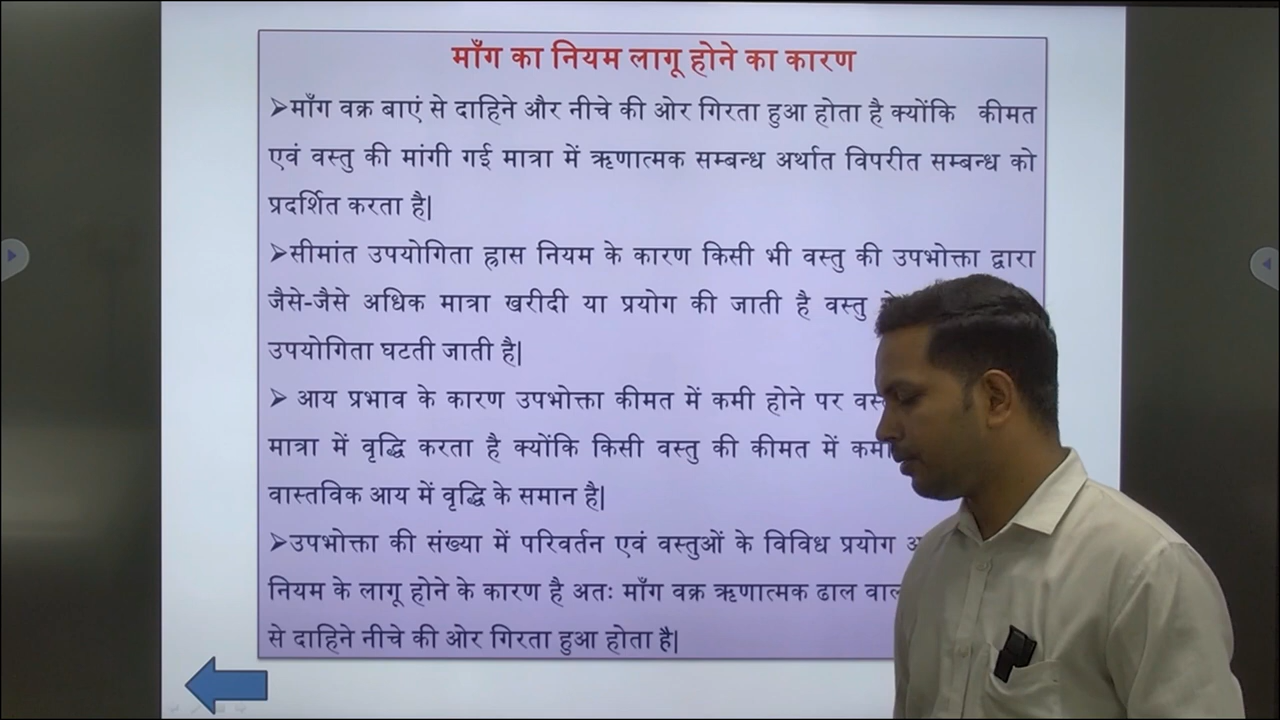 माँग का नियम लागू होने का कारण
➢माँग वक्र बाएं से दाहिने और नीचे की ओर गिरता हुआ होता है क्योंकि कीमत
एवं वस्तु की मांगी गई मात्रा में ऋणात्मक सम्बन्ध अर्थात विपरीत सम्बन्ध को
प्रदर्शित करता है|
➢सीमांत उपयोगिता ह्रास नियम के कारण किसी भी वस्तु की उपभोक्ता द्वारा
जैसे-जैसे अधिक मात्रा खरीदी या प्रयोग की जाती है वस्तु
उपयोगिता घटती जाती है|
➢ आय प्रभाव के कारण उपभोक्ता कीमत में कमी होने पर
मात्रा में वृद्धि करता है क्योंकि किसी वस्तु की कीमत में कमी
वास्तविक आय में वृद्धि के समान है|
➢उपभोक्ता की संख्या में परिवर्तन एवं वस्तुओं के विविध प्रयोग
नियम के लागू होने के कारण है अतः माँग वक्र ऋणात्मक ढाल
से दाहिने नीचे की ओर गिरता हुआ होता है|